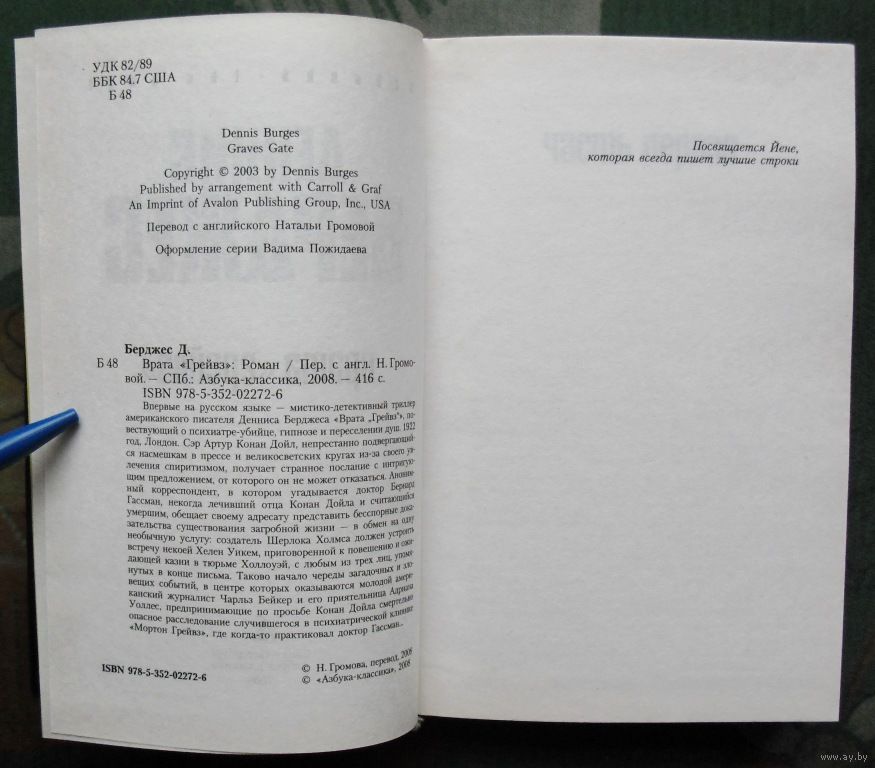 УДК 82/89
ББК 84.7 США
Б 48
Dennis Burges
Graves Gate
Copyright © 2003 by Dennis Burges
Published by arrangement with Carroll & Graf
An Imprint of Avalon Publishing Group, Inc., USA
Перевод с английского Натальи Громовой
Оформление серии Вадима Пожидаева
Берджес Д.
Б 48 Врата «Грейвз»: Роман / Пер. с англ. Н. Громо-
вой. — СПб.: Азбука-классика, 2008. — 416 с.
ISBN 978-5-352-02272-6
Впервые на русском языке — мистико-детективный триллер
американского писателя Денниса Берджеса «Врата „Грейвз“», по-
вествующий о психиатре-убийце, гипнозе и переселении душ. 1922
год, Лондон. Сэр Артур Конан Дойл, непрестанно подвергающий-
ся насмешкам в прессе и великосветских кругах из-за своего ув-
лечения спиритизмом, получает странное послание с интригую-
щим предложением, от которого он не может отказаться. Аноним-
ный корреспондент, в котором угадывается доктор Бернард
Гассман, некогда лечивший отца Конан Дойла и считающийся
умершим, обещает своему адресату представить бесспорные дока-
зательства существования загробной жизни — в обмен на одну
необычную услугу: создатель Шерлока Холмса должен устроить
встречу некоей Хелен Уикем, приговоренной к повешению и ожи-
дающей казни в тюрьме Холлоуэй, с любым из трех лиц, упомя-
нутых в конце письма. Таково начало череды загадочных и зло-
вещих событий, в центре которых оказываются молодой амери-
канский журналист Чарльз Бейкер и его приятельница Адриана
Уоллес, предпринимающие по просьбе Конан Дойла смертельно
опасное расследование случившегося в психиатрической клинике
«Мортон Грейвз», где когда-то практиковал доктор Гассман...
ISBN 978-5-352-02272-6
© Н. Громова, перевод, 2008
© «Азбука-классика», 2008
Посвящается Йене,
которая всегда пишет лучшие строки
www.ay.by